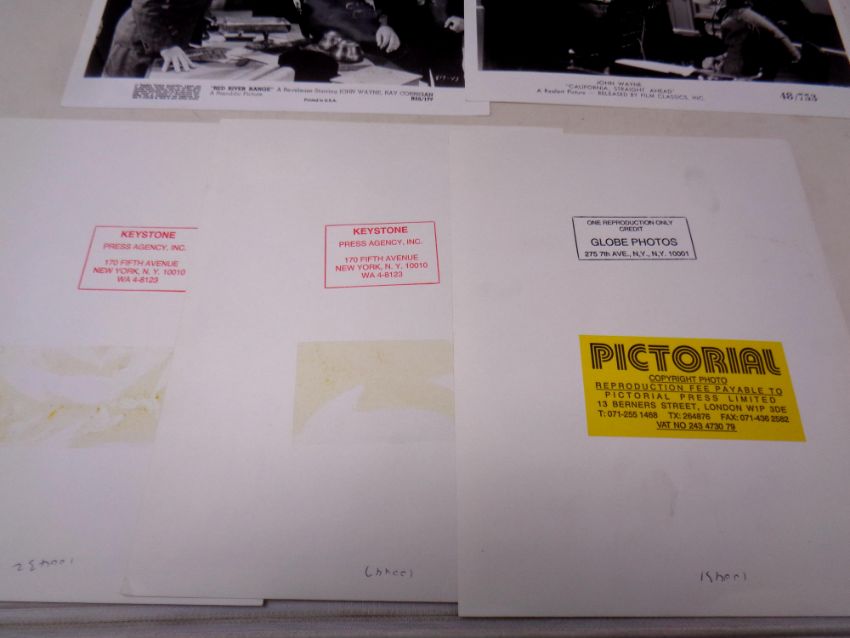 "RED RIVER RANGE" A Revelease Starring JOHN WAYNE, RAY CORRIGAN
A Republic Picture
Printed in U.S.A.
R50/177
JOHN WAYNE
"CALIFORNIA, STRAIGHT AHEAD"
A Realart Picture - RELEASED BY FILM CLASSICS, INC.
48/753
KEYSTONE
PRESS AGENCY, INC.
170 FIFTH AVENUE
NEW YORK, N. Y. 10010
WA 4-8123
KEYSTONE
PRESS AGENCY, INC.
170 FIFTH AVENUE
NEW YORK, N. Y. 10010
WA 4-8123
ONE REPRODUCTION ONLY
CREDIT
GLOBE PHOTOS
275 7th AVE., N.Y., N.Y. 10001
PICTORIAL
COPYRIGHT PHOTO
REPRODUCTION FEE PAYABLE TO
PICTORIAL PRESS LIMITED
13 BERNERS STREET, LONDON W1P 3DE
T: 071-255 1468 TX: 264876 FAX: 071-436 2582
VAT NO 243 4730 79